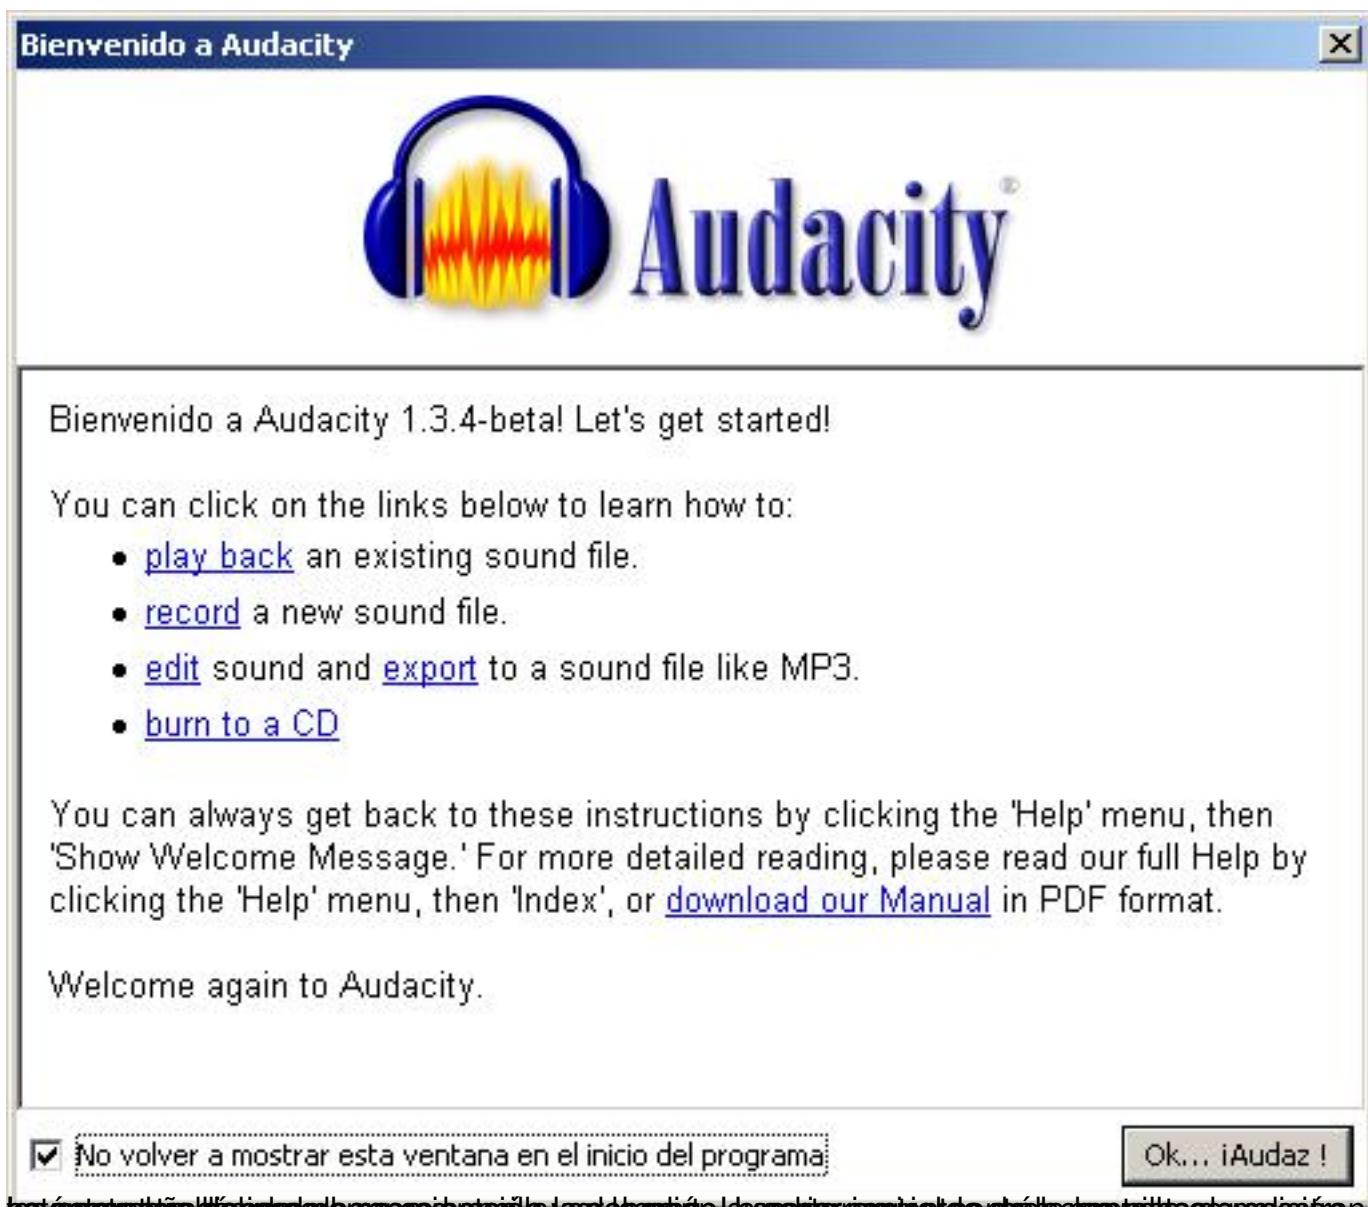 Bienvenido a Audacity
Audacity®
Bienvenido a Audacity 1.3.4-beta! Let's get started!
You can click on the links below to learn how to:
• play back an existing sound file.
• record a new sound file.
• edit sound and export to a sound file like MP3.
• burn to a CD
You can always get back to these instructions by clicking the 'Help' menu, then
'Show Welcome Message.' For more detailed reading, please read our full Help by
clicking the 'Help' menu, then 'Index', or download our Manual in PDF format.
Welcome again to Audacity.
No volver a mostrar esta ventana en el inicio del programa
Ok... ¡Audaz !